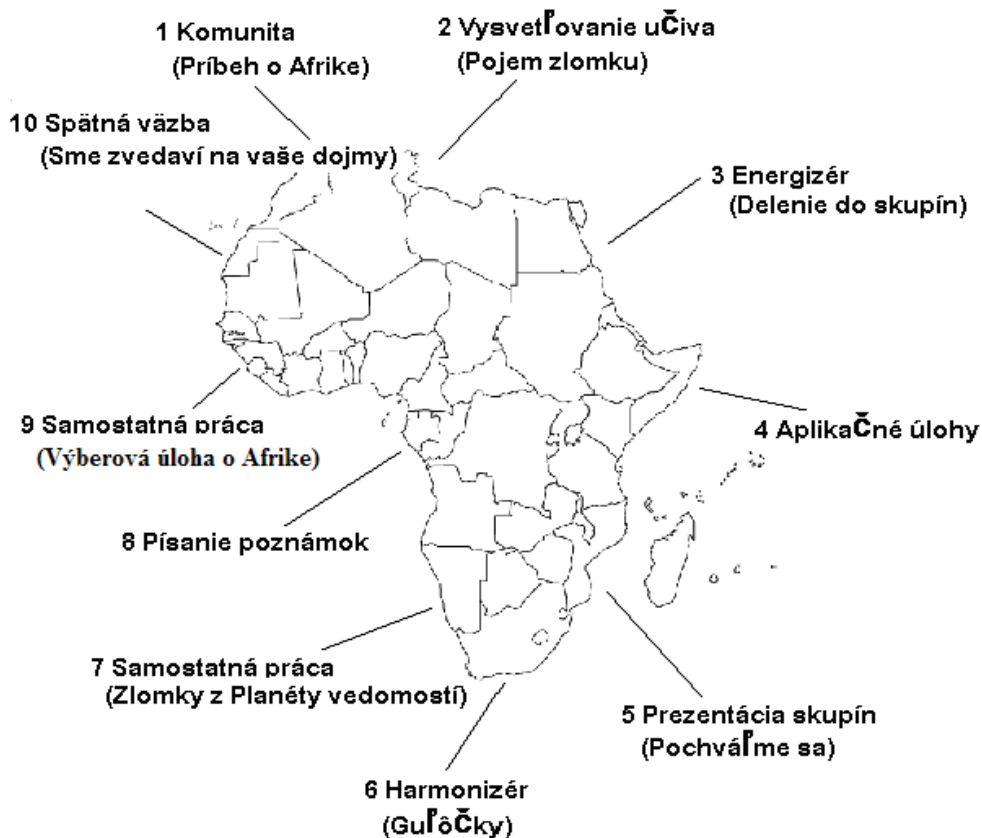 1 Komunita
(Príbeh o Afrike)
2 Vysvetľovanie učiva
(Pojem zlomku)
3 Energizér
(Delenie do skupín)
4 Aplikačné úlohy
5 Prezentácia skupín
(Pochváľme sa)
6 Harmonizér
(Guľôčky)
7 Samostatná práca
(Zlomky z Planéty vedomostí)
8 Písanie poznámok
9 Samostatná práca
(Výberová úloha o Afrike)
10 Spätná väzba
(Sme zvedaví na vaše dojmy)